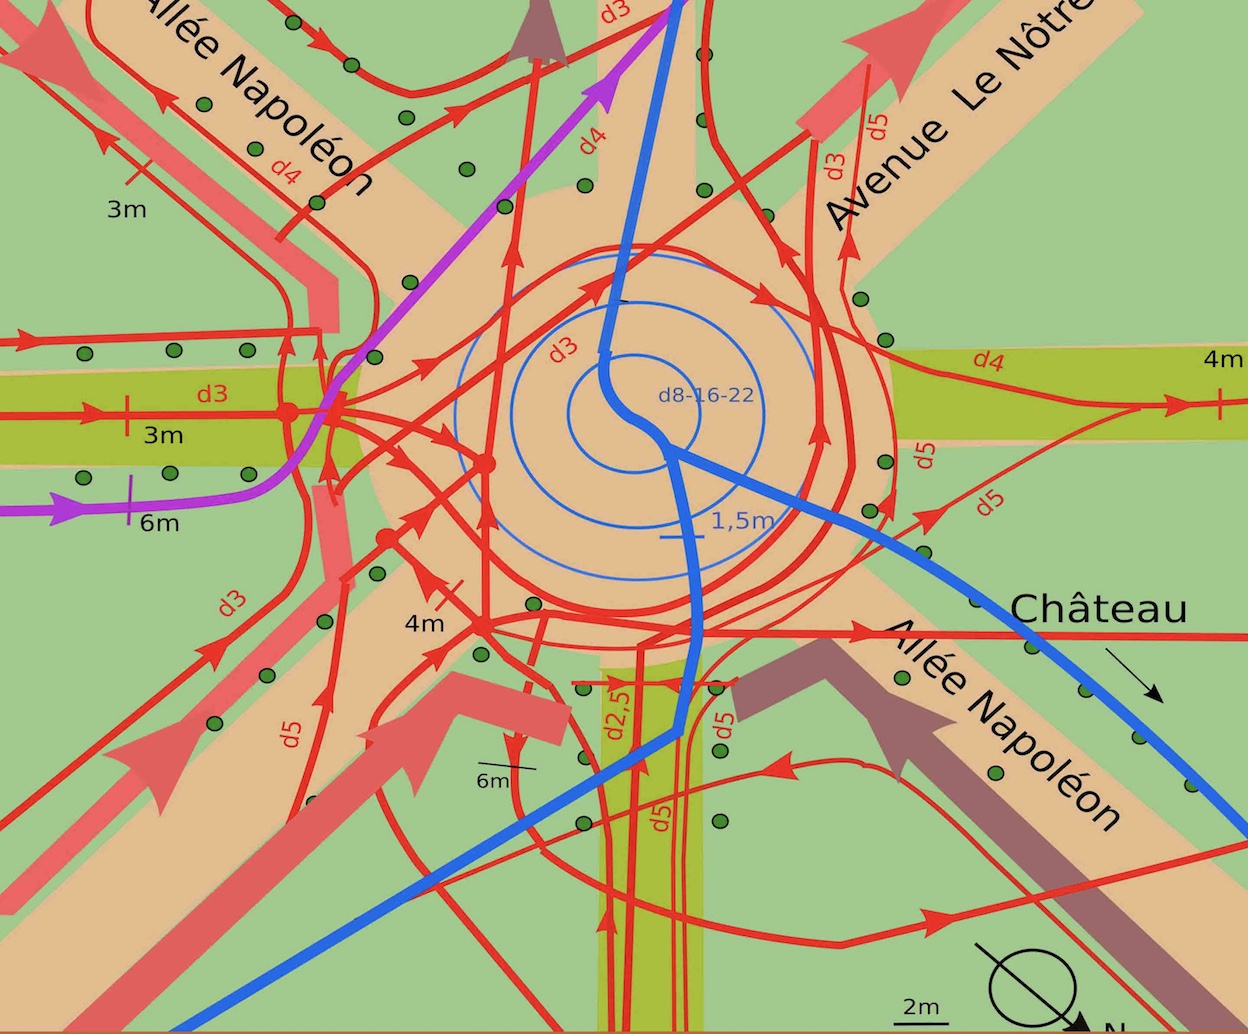 d3
Allée Napoléon
Avenue Le Nôtre
d4
d5
d3
d4
3m
d3
d8-16-22
d4
4m
d3
3m
6m
d5
d5
1,5m
d3
4m
Château
Allée Napoléon
d5
d2,5
d5
6m
d5
2m
N